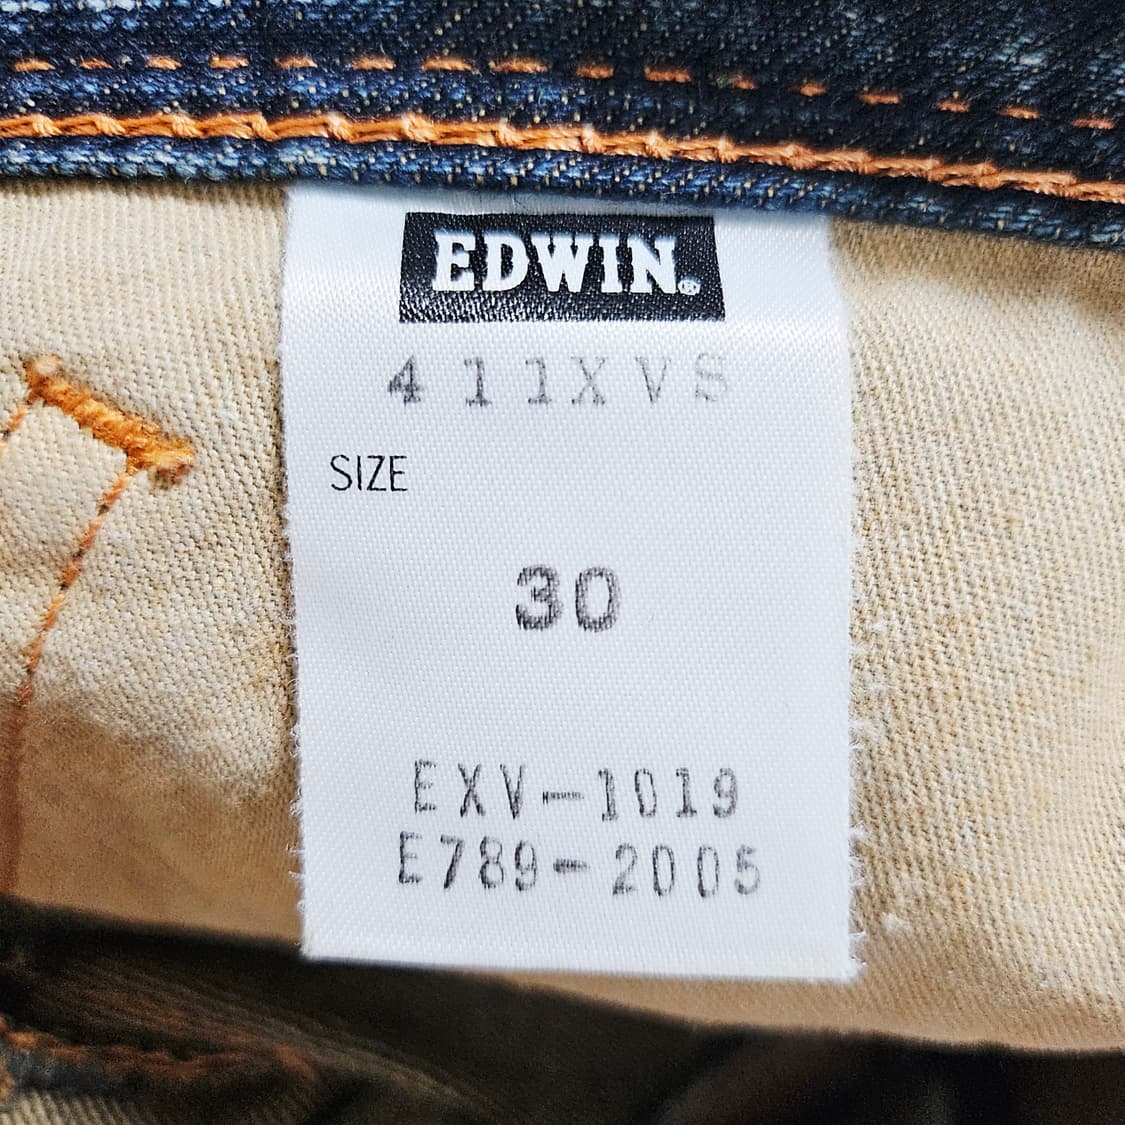 EDWIN®
411XVS
SIZE
30
EXV-1019
E789-2005